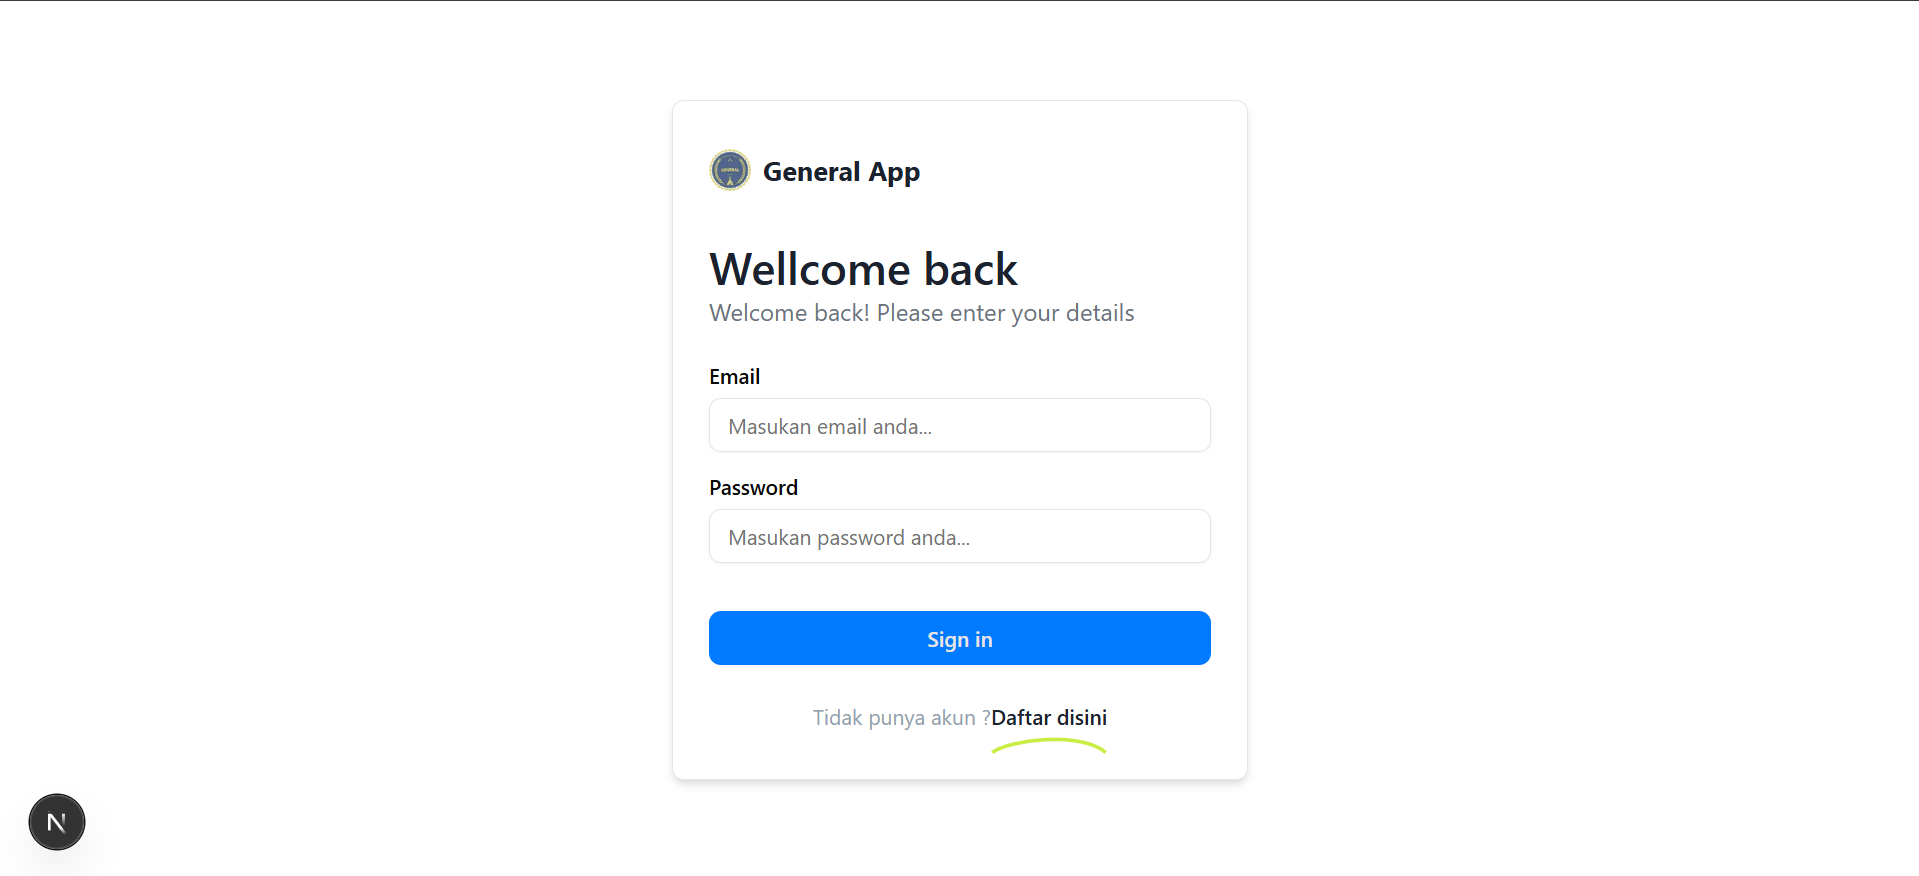 GENERAL
General App
Wellcome back
Welcome back! Please enter your details
Email
Masukan email anda...
Password
Masukan password anda...
Sign in
Tidak punya akun ?Daftar disini
N